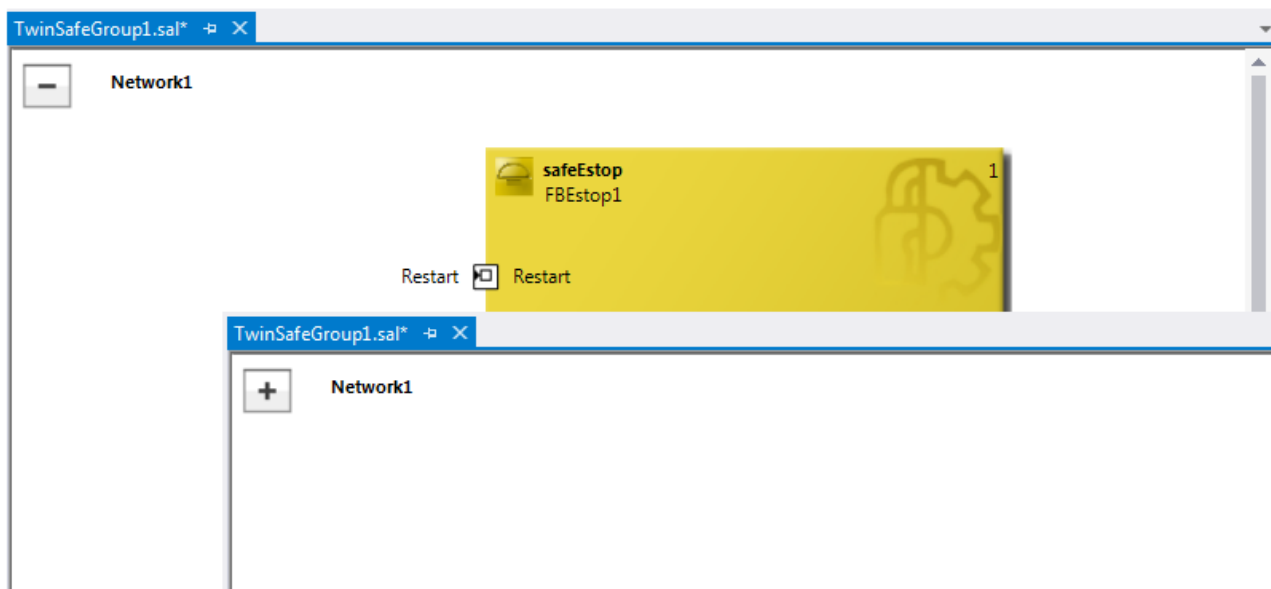 TwinSafeGroup1.sal*
Network1
safeEstop 1
FBEstop1
Restart Restart
TwinSafeGroup1.sal*
Network1